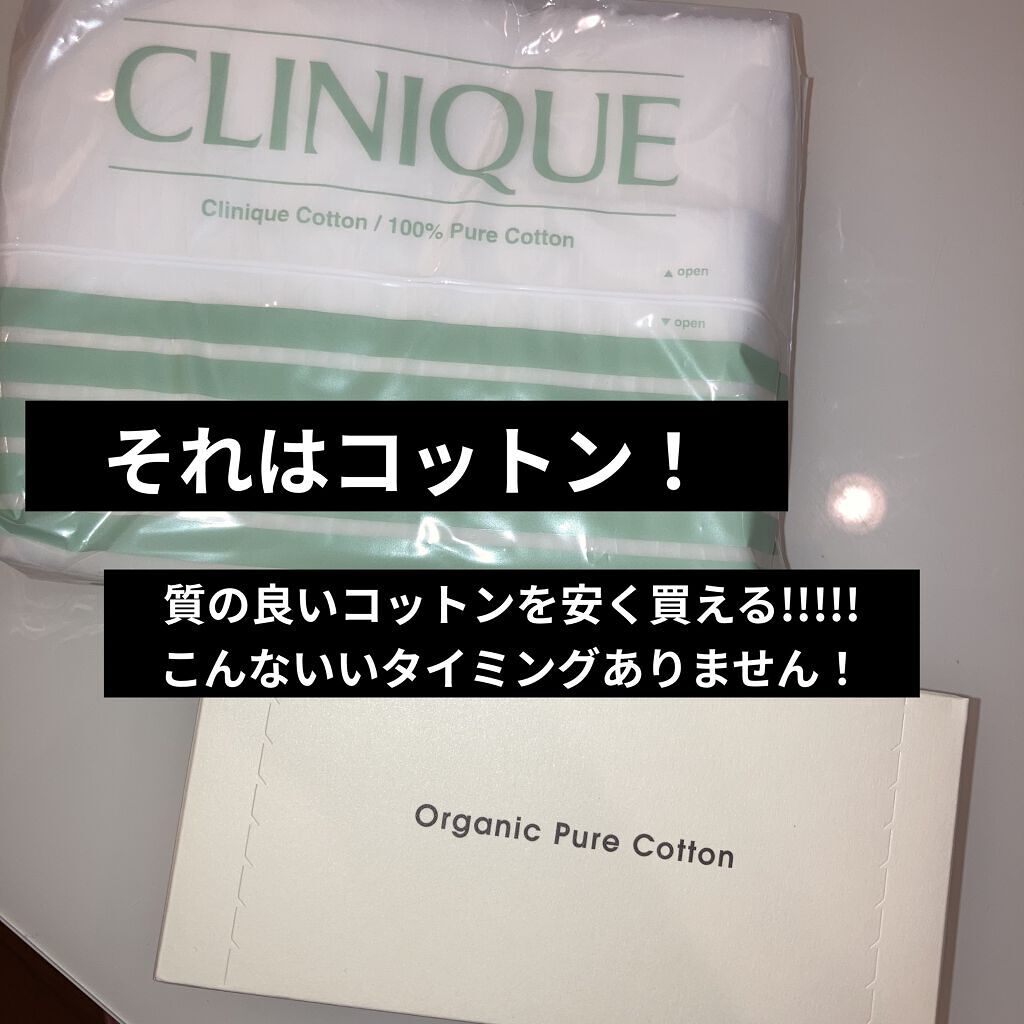 CLINIQUE
Clinique Cotton / 100% Pure Cotton
▲ open
▼ open
それはコットン！
質の良いコットンを安く買える!!!!!
こんないいタイミングありません！
Organic Pure Cotton